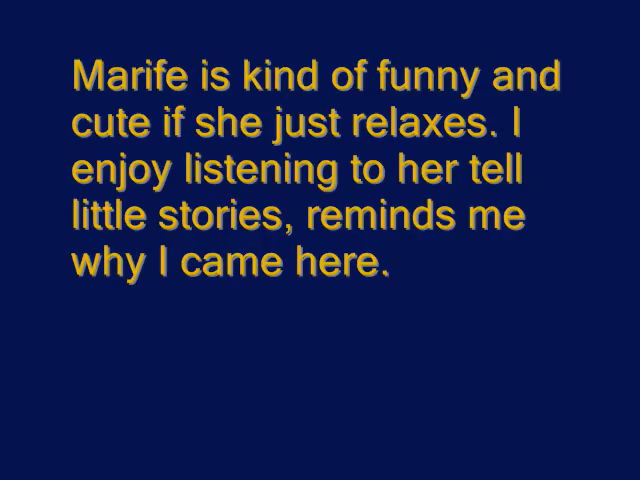 Marife is kind of funny and
cute if she just relaxes. I
enjoy listening to her tell
little stories, reminds me
why I came here.